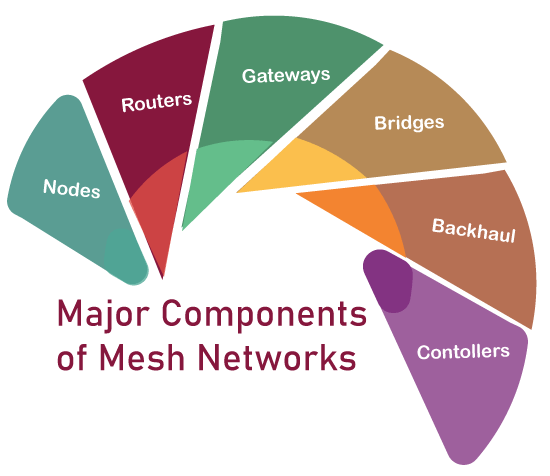 Nodes
Routers
Gateways
Bridges
Backhaul
Contollers
Major Components
of Mesh Networks